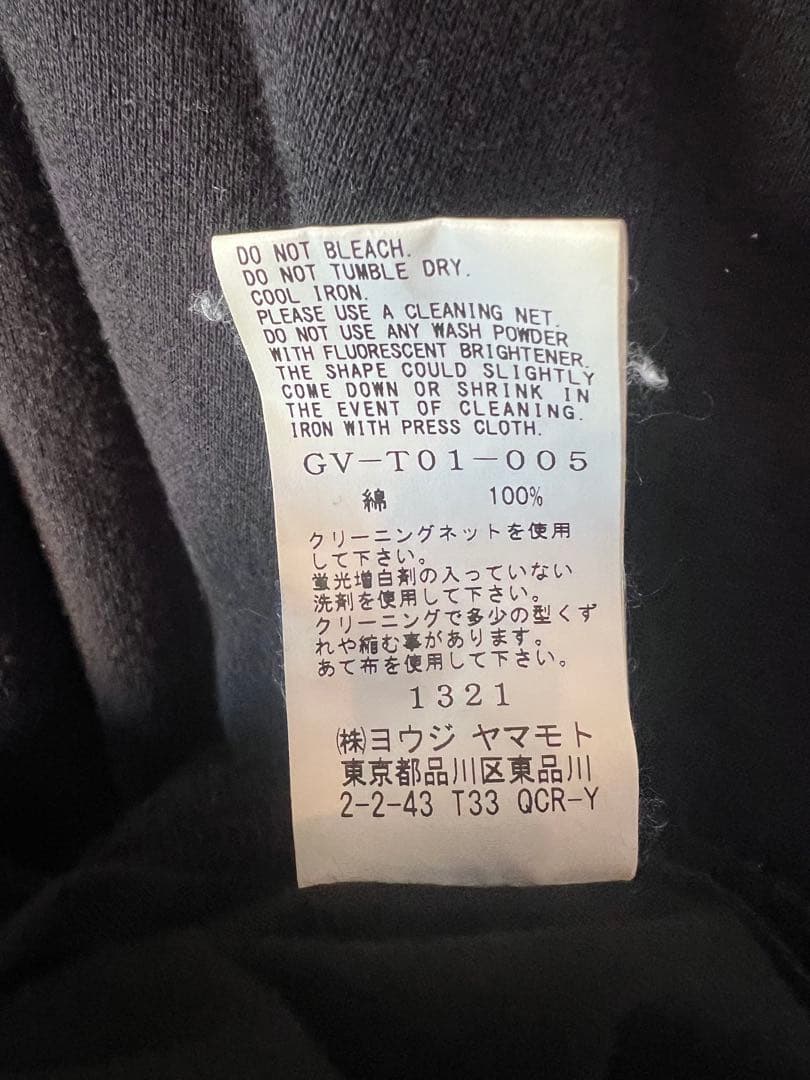 DO NOT BLEACH.
DO NOT TUMBLE DRY.
COOL IRON.
PLEASE USE A CLEANING NET.
DO NOT USE ANY WASH POWDER
WITH FLUORESCENT BRIGHTENER.
THE SHAPE COULD SLIGHTLY
COME DOWN OR SHRINK IN
THE EVENT OF CLEANING.
IRON WITH PRESS CLOTH.
GV-T01-005
綿 100%
クリーニングネットを使用
して下さい。
蛍光増白剤の入っていない
洗剤を使用して下さい。
クリーニングで多少の型くず
れや縮む事があります。
あて布を使用して下さい。
1321
㈱ヨウジ ヤマモト
東京都品川区東品川
2-2-43 T33 QCR-Y